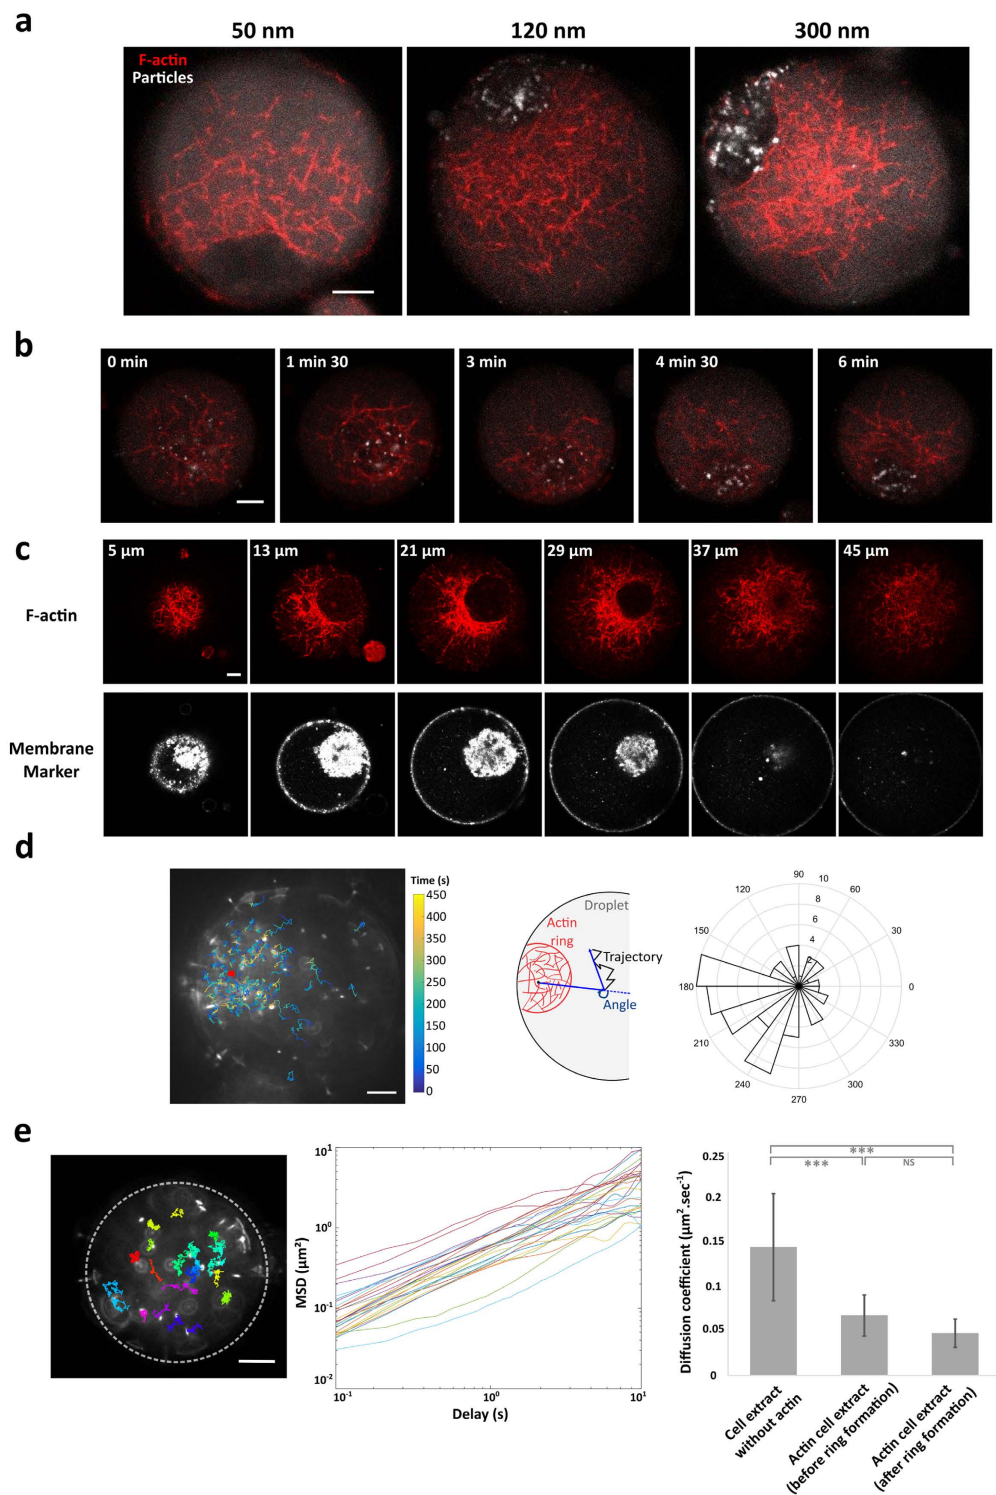 a
50 nm
120 nm
300 nm
F-actin
Particles
b
0 min
1 min 30
3 min
4 min 30
6 min
c
5 µm
13 µm
21 µm
29 µm
37 µm
45 µm
F-actin
Membrane
Marker
d
Time (s)
450
400
350
300
250
200
150
100
50
0
Droplet
Actin
ring
Trajectory
Angle
90
10
120
60
8
6
150
30
4
2
180
0
210
330
240
300
270
e
MSD (µm²)
10¹
10⁰
10⁻¹
10⁻²
10⁻¹
10⁰
10¹
Delay (s)
Diffusion coefficient (µm².sec⁻¹)
0.25
0.2
0.15
0.1
0.05
0
***
***
NS
Cell extract
without actin
Actin cell extract
(before ring formation)
Actin cell extract
(after ring formation)